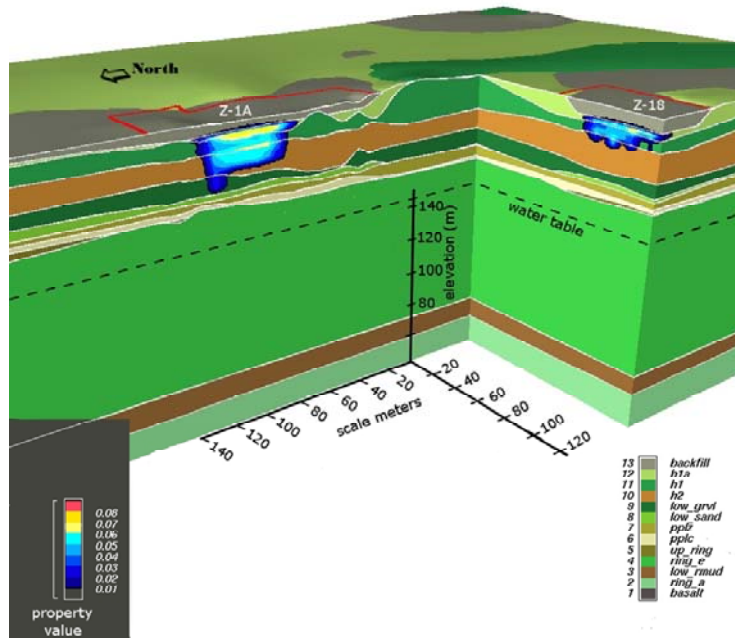 North
Z-1A
Z-18
140
120
100
80
elevation (m)
water table
20
40
60
80
100
120
140
scale meters
20
40
60
80
100
120
0.08
0.07
0.06
0.05
0.04
0.03
0.02
0.01
property
value
13 backfill
12 h1a
11 h1
10 h2
9 low_grvl
8 low_sand
7
6 pplc
5 up_ring
4 ring_e
3 low_rmud
2 ring_a
1 basalt